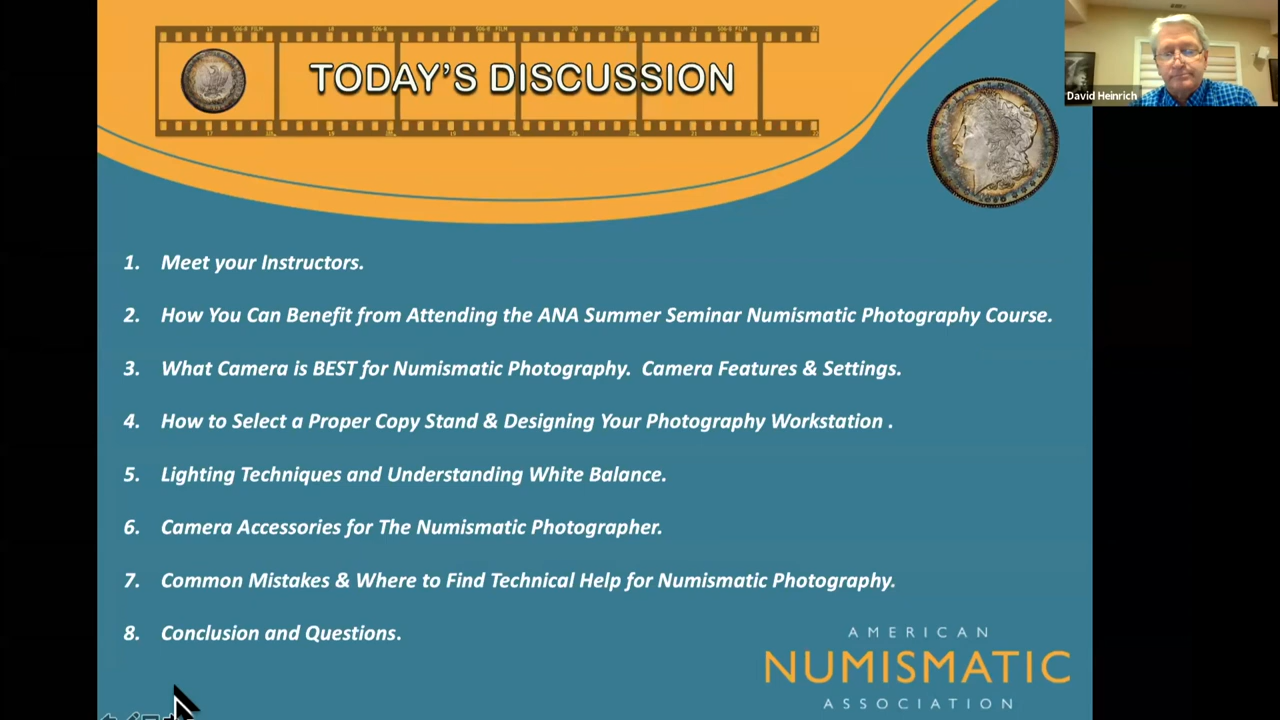 TODAY'S DISCUSSION
David Heinrich
1. Meet your Instructors.
2. How You Can Benefit from Attending the ANA Summer Seminar Numismatic Photography Course.
3. What Camera is BEST for Numismatic Photography.  Camera Features & Settings.
4. How to Select a Proper Copy Stand & Designing Your Photography Workstation .
5. Lighting Techniques and Understanding White Balance.
6. Camera Accessories for The Numismatic Photographer.
7. Common Mistakes & Where to Find Technical Help for Numismatic Photography.
8. Conclusion and Questions.
AMERICAN
NUMISMATIC
ASSOCIATION